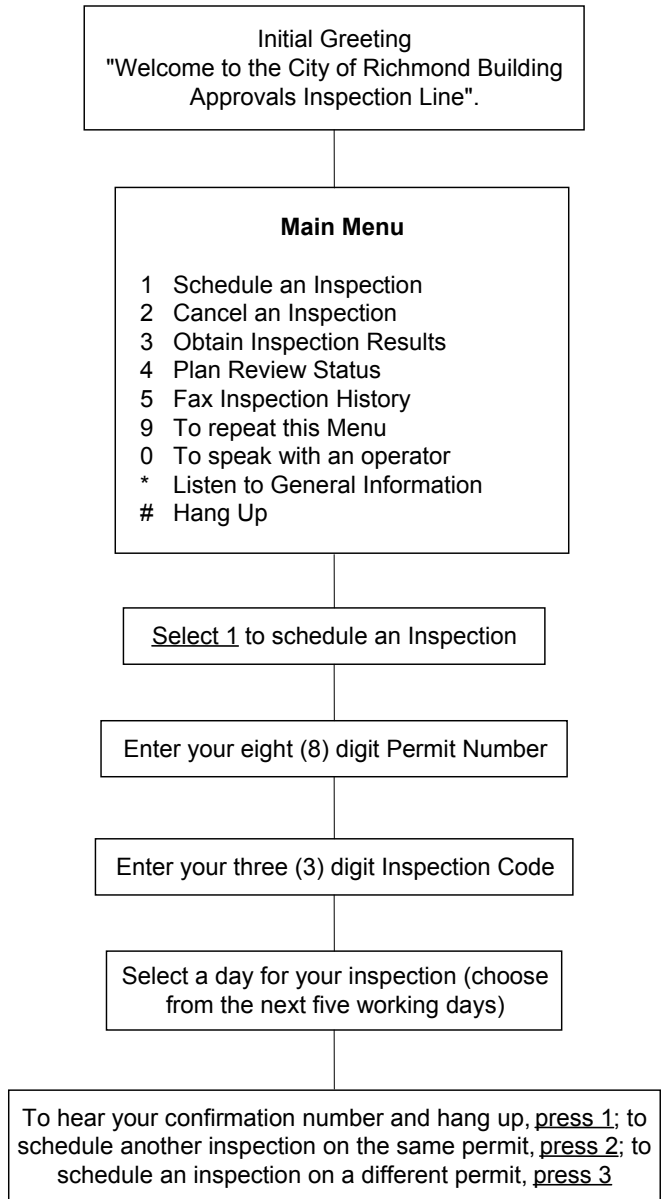 Initial Greeting
"Welcome to the City of Richmond Building
Approvals Inspection Line".
Main Menu
1 Schedule an Inspection
2 Cancel an Inspection
3 Obtain Inspection Results
4 Plan Review Status
5 Fax Inspection History
9 To repeat this Menu
0 To speak with an operator
* Listen to General Information
# Hang Up
Select 1 to schedule an Inspection
Enter your eight (8) digit Permit Number
Enter your three (3) digit Inspection Code
Select a day for your inspection (choose
from the next five working days)
To hear your confirmation number and hang up, press 1; to
schedule another inspection on the same permit, press 2; to
schedule an inspection on a different permit, press 3